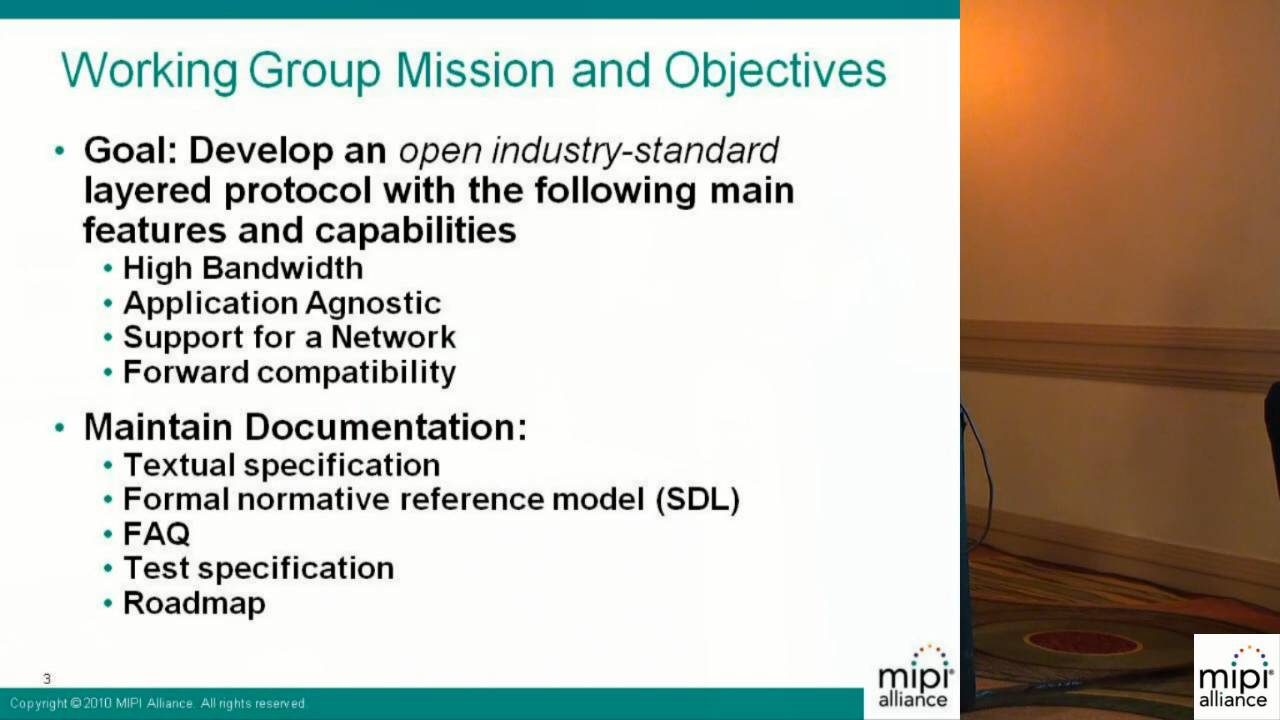 Working Group Mission and Objectives
• Goal: Develop an open industry-standard
layered protocol with the following main
features and capabilities
• High Bandwidth
• Application Agnostic
• Support for a Network
• Forward compatibility
• Maintain Documentation:
• Textual specification
• Formal normative reference model (SDL)
• FAQ
• Test specification
• Roadmap
3
Copyright © 2010 MIPI Alliance. All rights reserved.
mipi
alliance
mipi
alliance